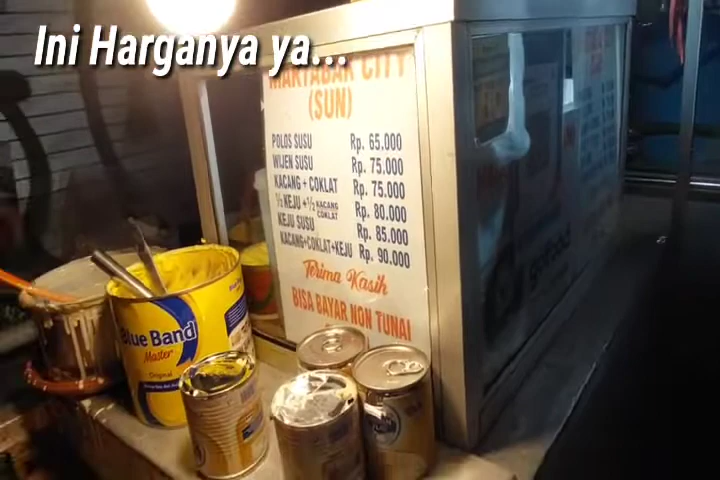 Ini Harganya ya...
MARTABAK CITY
(SUN)
POLOS SUSU Rp. 65.000
WIJEN SUSU Rp. 75.000
KACANG + COKLAT Rp. 75.000
½ KEJU + ½ KACANG COKLAT Rp. 80.000
KEJU SUSU Rp. 85.000
KACANG+COKLAT+KEJU Rp. 90.000
Terima Kasih
BISA BAYAR NON TUNAI
Blue Band
Master
Original
gofood